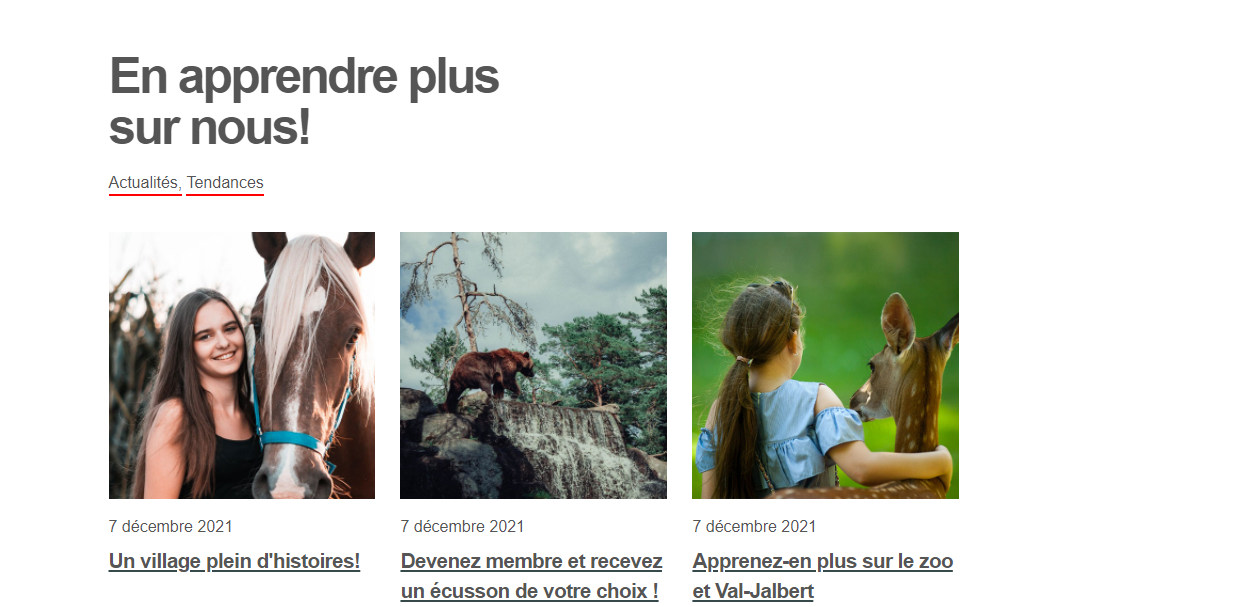 En apprendre plus
sur nous!
Actualités, Tendances
7 décembre 2021
Un village plein d'histoires!
7 décembre 2021
Devenez membre et recevez
un écusson de votre choix !
7 décembre 2021
Apprenez-en plus sur le zoo
et Val-Jalbert